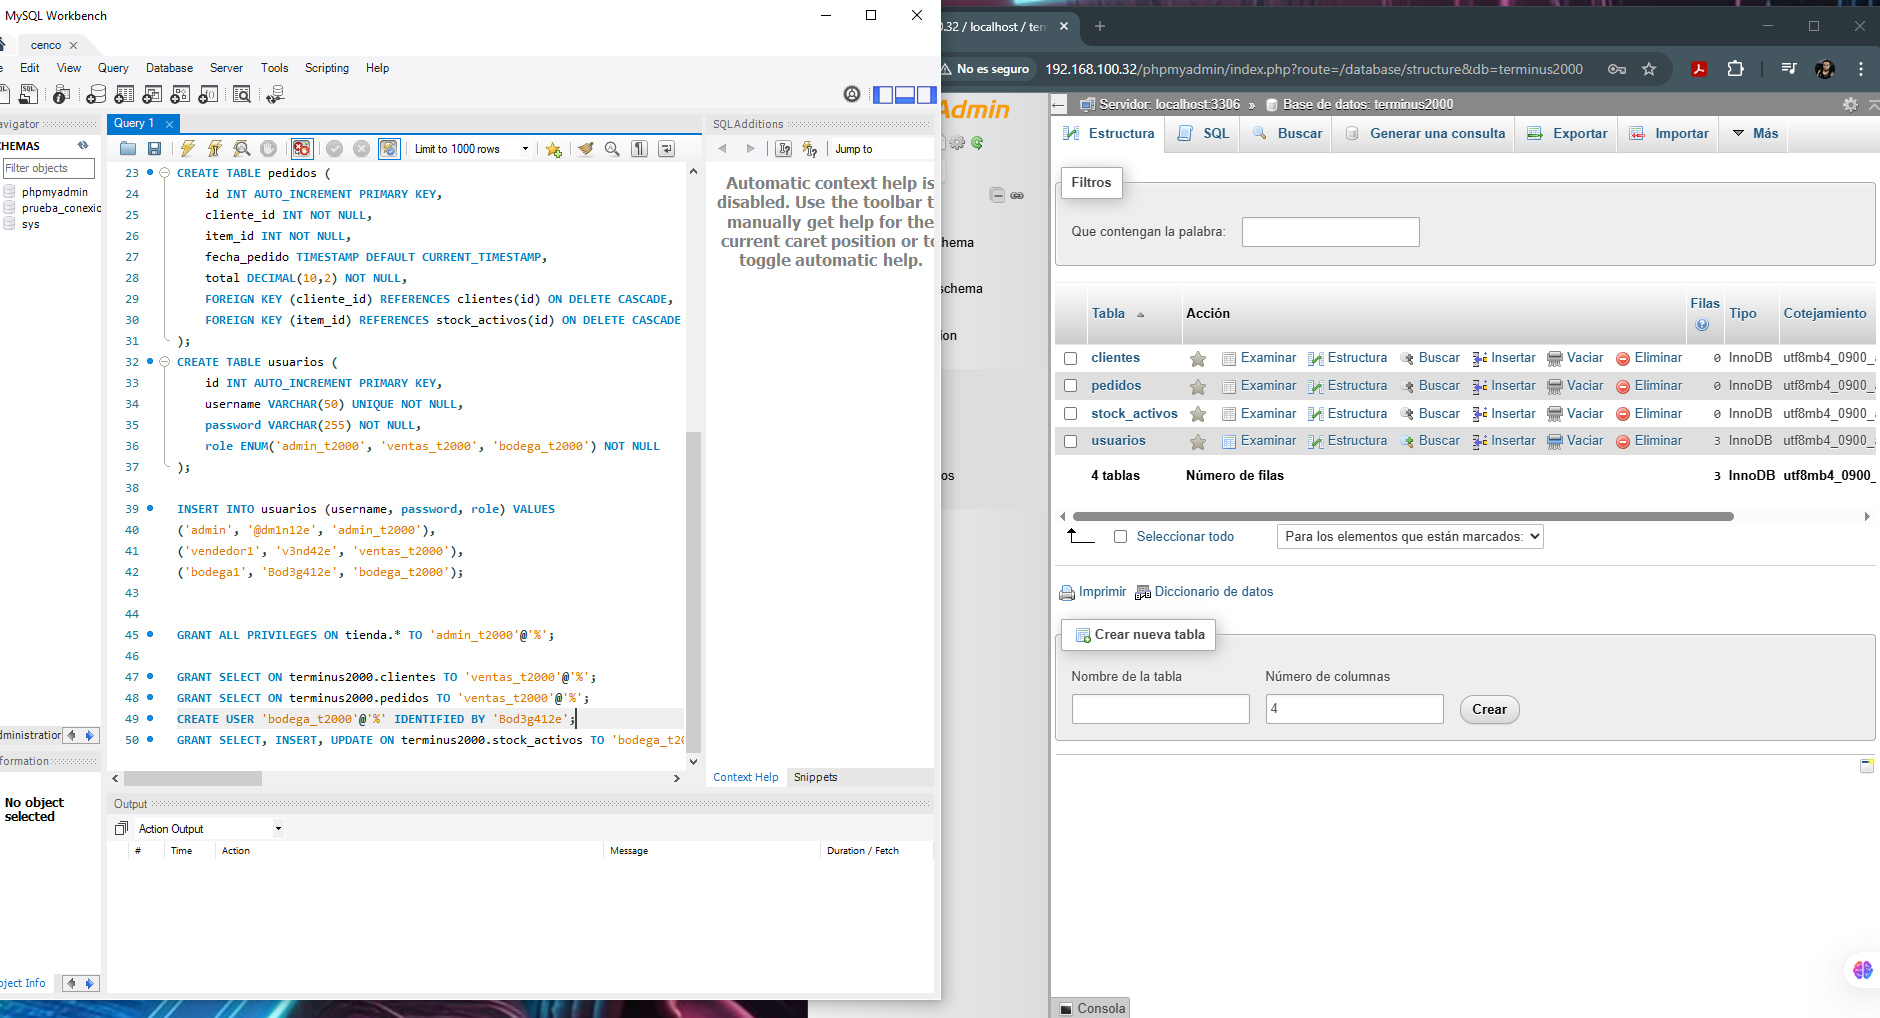 MySQL Workbench
cenco
Edit View Query Database Server Tools Scripting Help
Query 1
SQLAdditions
Limit to 1000 rows
Jump to
Filter objects
phpmyadmin
sys
23 CREATE TABLE pedidos (
24 id INT AUTO_INCREMENT PRIMARY KEY,
25 cliente_id INT NOT NULL,
26 item_id INT NOT NULL,
27 fecha_pedido TIMESTAMP DEFAULT CURRENT_TIMESTAMP,
28 total DECIMAL(10,2) NOT NULL,
29 FOREIGN KEY (cliente_id) REFERENCES clientes(id) ON DELETE CASCADE,
30 FOREIGN KEY (item_id) REFERENCES stock_activos(id) ON DELETE CASCADE
31 );
32 CREATE TABLE usuarios (
33 id INT AUTO_INCREMENT PRIMARY KEY,
34 username VARCHAR(50) UNIQUE NOT NULL,
35 password VARCHAR(255) NOT NULL,
36 role ENUM('admin_t2000', 'ventas_t2000', 'bodega_t2000') NOT NULL
37 );
38
39 INSERT INTO usuarios (username, password, role) VALUES
40 ('admin', '@dm1n12e', 'admin_t2000'),
41 ('vendedor1', 'v3nd42e', 'ventas_t2000'),
42 ('bodega1', 'Bod3g412e', 'bodega_t2000');
43
44
45 GRANT ALL PRIVILEGES ON tienda.* TO 'admin_t2000'@'%';
46
47 GRANT SELECT ON terminus2000.clientes TO 'ventas_t2000'@'%';
48 GRANT SELECT ON terminus2000.pedidos TO 'ventas_t2000'@'%';
49 CREATE USER 'bodega_t2000'@'%' IDENTIFIED BY 'Bod3g412e';
50 GRANT SELECT, INSERT, UPDATE ON terminus2000.stock_activos TO 'bodega_t2
Automatic context help is
disabled. Use the toolbar t
manually get help for the
current caret position or to
toggle automatic help.
Context Help Snippets
No object
selected
Output
Action Output
# Time Action Message Duration / Fetch
0.32 / localhost / ter
No es seguro 192.168.100.32/phpmyadmin/index.php?route=/database/structure&db=terminus2000
Admin
hema
schema
ion
os
Servidor: localhost:3306 » Base de datos: terminus2000
Estructura SQL Buscar Generar una consulta Exportar Importar Más
Filtros
Que contengan la palabra:
Tabla Acción Filas Tipo Cotejamiento
clientes Examinar Estructura Buscar Insertar Vaciar Eliminar 0 InnoDB utf8mb4_0900_
pedidos Examinar Estructura Buscar Insertar Vaciar Eliminar 0 InnoDB utf8mb4_0900_
stock_activos Examinar Estructura Buscar Insertar Vaciar Eliminar 0 InnoDB utf8mb4_0900_
usuarios Examinar Estructura Buscar Insertar Vaciar Eliminar 3 InnoDB utf8mb4_0900_
4 tablas Número de filas 3 InnoDB utf8mb4_0900_
Seleccionar todo Para los elementos que están marcados:
Imprimir Diccionario de datos
Crear nueva tabla
Nombre de la tabla Número de columnas
4 Crear
Consola